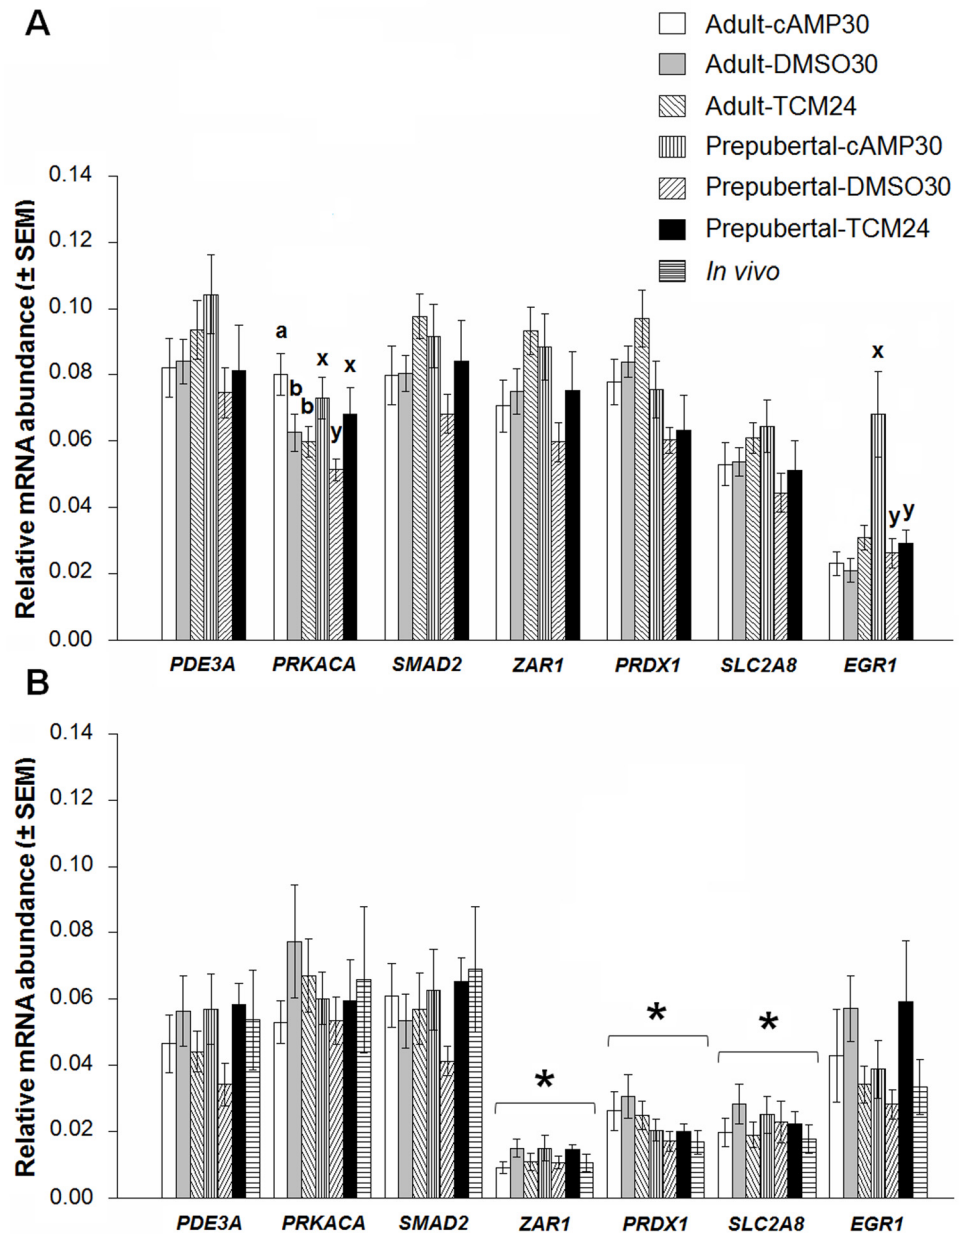 A
Adult-cAMP30
Adult-DMSO30
Adult-TCM24
Prepubertal-cAMP30
Prepubertal-DMSO30
Prepubertal-TCM24
In vivo
Relative mRNA abundance (± SEM)
0.14
0.12
0.10
0.08
0.06
0.04
0.02
0.00
a
b
b
x
y
x
x
y
y
PDE3A PRKACA SMAD2 ZAR1 PRDX1 SLC2A8 EGR1
B
Relative mRNA abundance (± SEM)
0.14
0.12
0.10
0.08
0.06
0.04
0.02
0.00
*
*
*
PDE3A PRKACA SMAD2 ZAR1 PRDX1 SLC2A8 EGR1